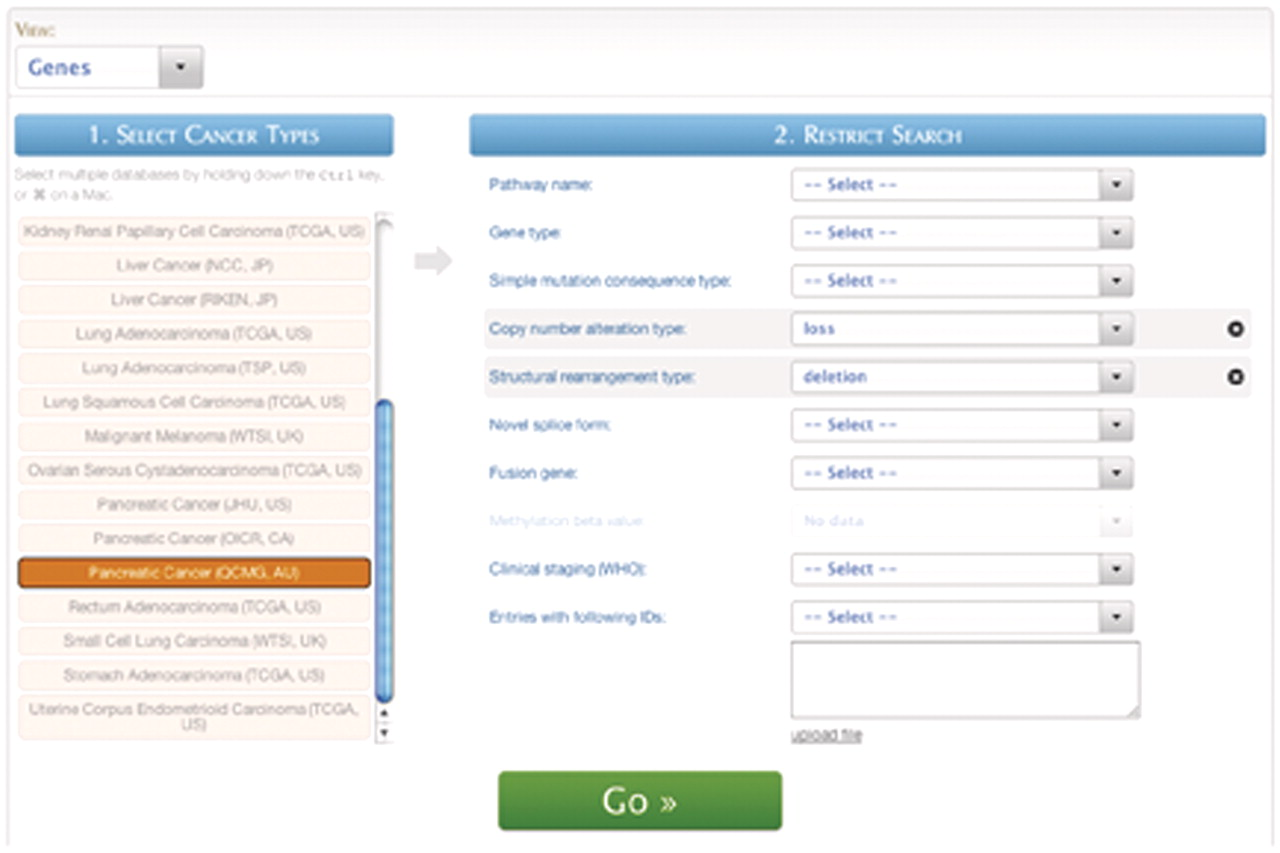 View:
Genes
1. Select Cancer Types
Select multiple databases by holding down the Ctrl key,
or ⌘ on a Mac.
Kidney Renal Papillary Cell Carcinoma (TCGA, US)
Liver Cancer (NCC, JP)
Liver Cancer (RIKEN, JP)
Lung Adenocarcinoma (TCGA, US)
Lung Adenocarcinoma (TSP, US)
Lung Squamous Cell Carcinoma (TCGA, US)
Malignant Melanoma (WTSI, UK)
Ovarian Serous Cystadenocarcinoma (TCGA, US)
Pancreatic Cancer (JHU, US)
Pancreatic Cancer (OICR, CA)
Pancreatic Cancer (QCMG, AU)
Rectum Adenocarcinoma (TCGA, US)
Small Cell Lung Carcinoma (WTSI, UK)
Stomach Adenocarcinoma (TCGA, US)
Uterine Corpus Endometrioid Carcinoma (TCGA,
US)
2. Restrict Search
Pathway name: -- Select --
Gene type: -- Select --
Simple mutation consequence type: -- Select --
Copy number alteration type: loss
Structural rearrangement type: deletion
Novel splice form: -- Select --
Fusion gene: -- Select --
Methylation beta value: No data
Clinical staging (WHO): -- Select --
Entries with following IDs: -- Select --
upload file
Go »